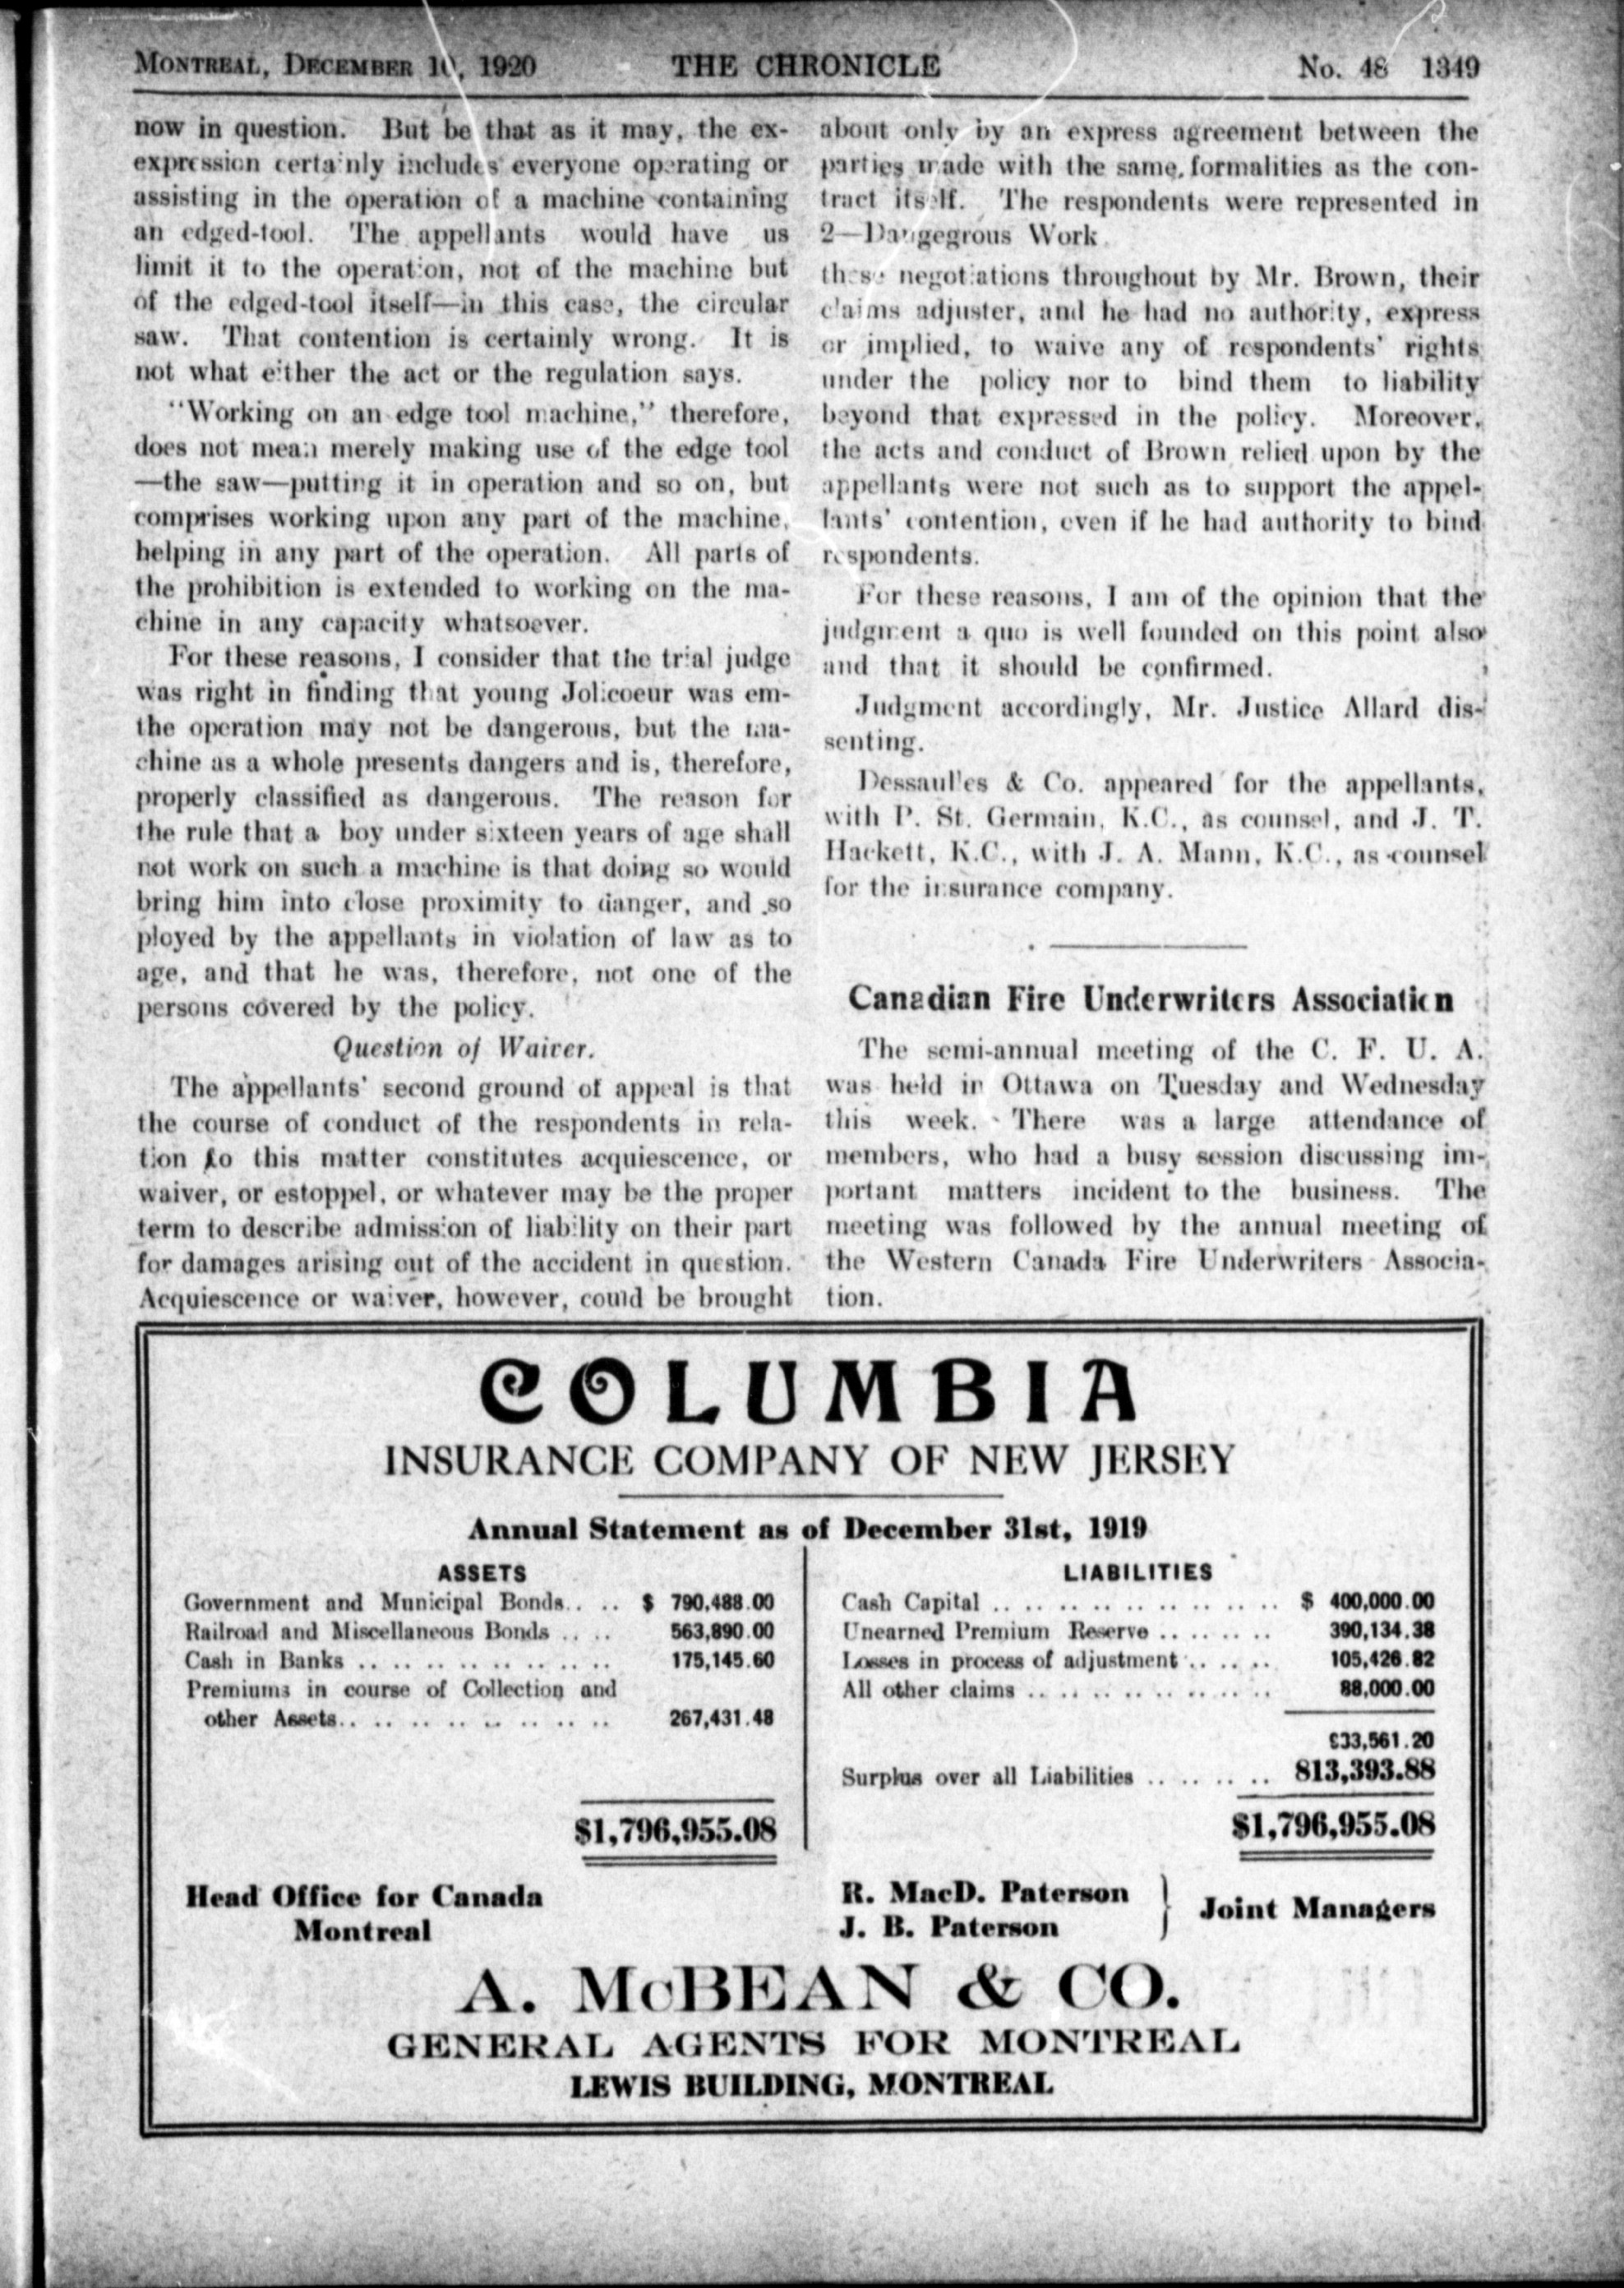 MONTREAL, DECEMBER 10, 1920 THE CHRONICLE No. 48 1349
now in question. But be that as it may, the ex-
expression certainly includes everyone operating or
assisting in the operation of a machine containing
an edged-tool. The appellants would have us
limit it to the operation, not of the machine but
of the edged-tool itself—in this case, the circular
saw. That contention is certainly wrong. It is
not what either the act or the regulation says.
"Working on an edge tool machine," therefore,
does not mean merely making use of the edge tool
—the saw—putting it in operation and so on, but
comprises working upon any part of the machine,
helping in any part of the operation. All parts of
the prohibition is extended to working on the ma-
chine in any capacity whatsoever.
For these reasons, I consider that the trial judge
was right in finding that young Jolicoeur was em-
the operation may not be dangerous, but the ma-
chine as a whole presents dangers and is, therefore,
properly classified as dangerous. The reason for
the rule that a boy under sixteen years of age shall
not work on such a machine is that doing so would
bring him into close proximity to danger, and so
ployed by the appellants in violation of law as to
age, and that he was, therefore, not one of the
persons covered by the policy.
Question of Waiver.
The appellants' second ground of appeal is that
the course of conduct of the respondents in rela-
tion to this matter constitutes acquiescence, or
waiver, or estoppel, or whatever may be the proper
term to describe admission of liability on their part
for damages arising out of the accident in question.
Acquiescence or waiver, however, could be brought
about only by an express agreement between the
parties made with the same formalities as the con-
tract itself. The respondents were represented in
2—Daugegrous Work
these negotiations throughout by Mr. Brown, their
claims adjuster, and he had no authority, express
or implied, to waive any of respondents' rights
under the policy nor to bind them to liability
beyond that expressed in the policy. Moreover,
the acts and conduct of Brown relied upon by the
appellants were not such as to support the appel-
lants' contention, even if he had authority to bind
respondents.
For these reasons, I am of the opinion that the
judgment a quo is well founded on this point also
and that it should be confirmed.
Judgment accordingly, Mr. Justice Allard dis-
senting.
Dessaulles & Co. appeared for the appellants,
with P. St. Germain, K.C., as counsel, and J. T.
Hackett, K.C., with J. A. Mann, K.C., as counsel
for the insurance company.
Canadian Fire Underwriters Association
The semi-annual meeting of the C. F. U. A.
was held in Ottawa on Tuesday and Wednesday
this week. There was a large attendance of
members, who had a busy session discussing im-
portant matters incident to the business. The
meeting was followed by the annual meeting of
the Western Canada Fire Underwriters Associa-
tion.
COLUMBIA
INSURANCE COMPANY OF NEW JERSEY
Annual Statement as of December 31st, 1919
ASSETS
Government and Municipal Bonds.. .. $ 790,488.00
Railroad and Miscellaneous Bonds .. .. 563,890.00
Cash in Banks .. .. .. .. .. .. .. .. 175,145.60
Premiums in course of Collection and
other Assets.. .. .. .. .. .. .. .. 267,431.48
$1,796,955.08
LIABILITIES
Cash Capital .. .. .. .. .. .. .. .. .. $ 400,000.00
Unearned Premium Reserve .. .. .. .. 390,134.38
Losses in process of adjustment .. .. .. 105,426.82
All other claims .. .. .. .. .. .. .. .. 88,000.00
933,561.20
Surplus over all Liabilities .. .. .. .. 813,393.88
$1,796,955.08
Head Office for Canada
Montreal
R. MacD. Paterson
J. B. Paterson
Joint Managers
A. McBEAN & CO.
GENERAL AGENTS FOR MONTREAL
LEWIS BUILDING, MONTREAL